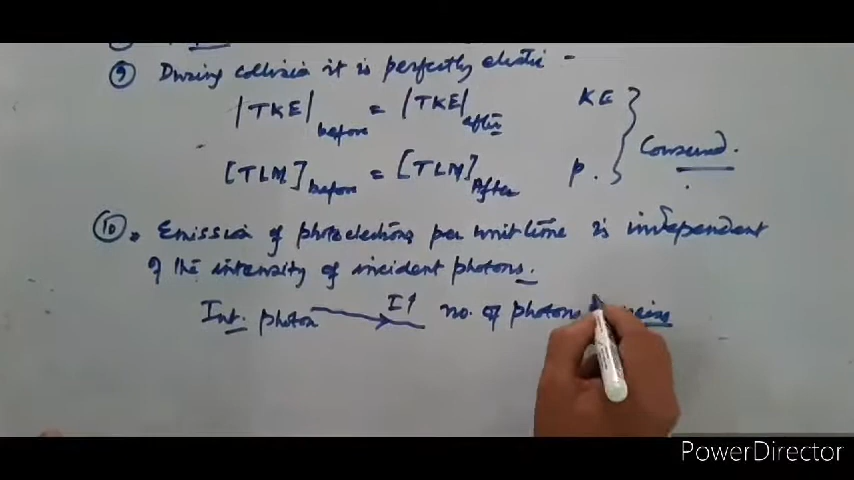 ⑨ During collision it is perfectly elastic -
|TKE| before = |TKE| after KE
[TLM] Before = [TLM] After p. } Conserved.
⑩. Emission of photoelectrons per unit time is independent
of the intensity of incident photons.
Int. photon → I↑ no. of photons
PowerDirector